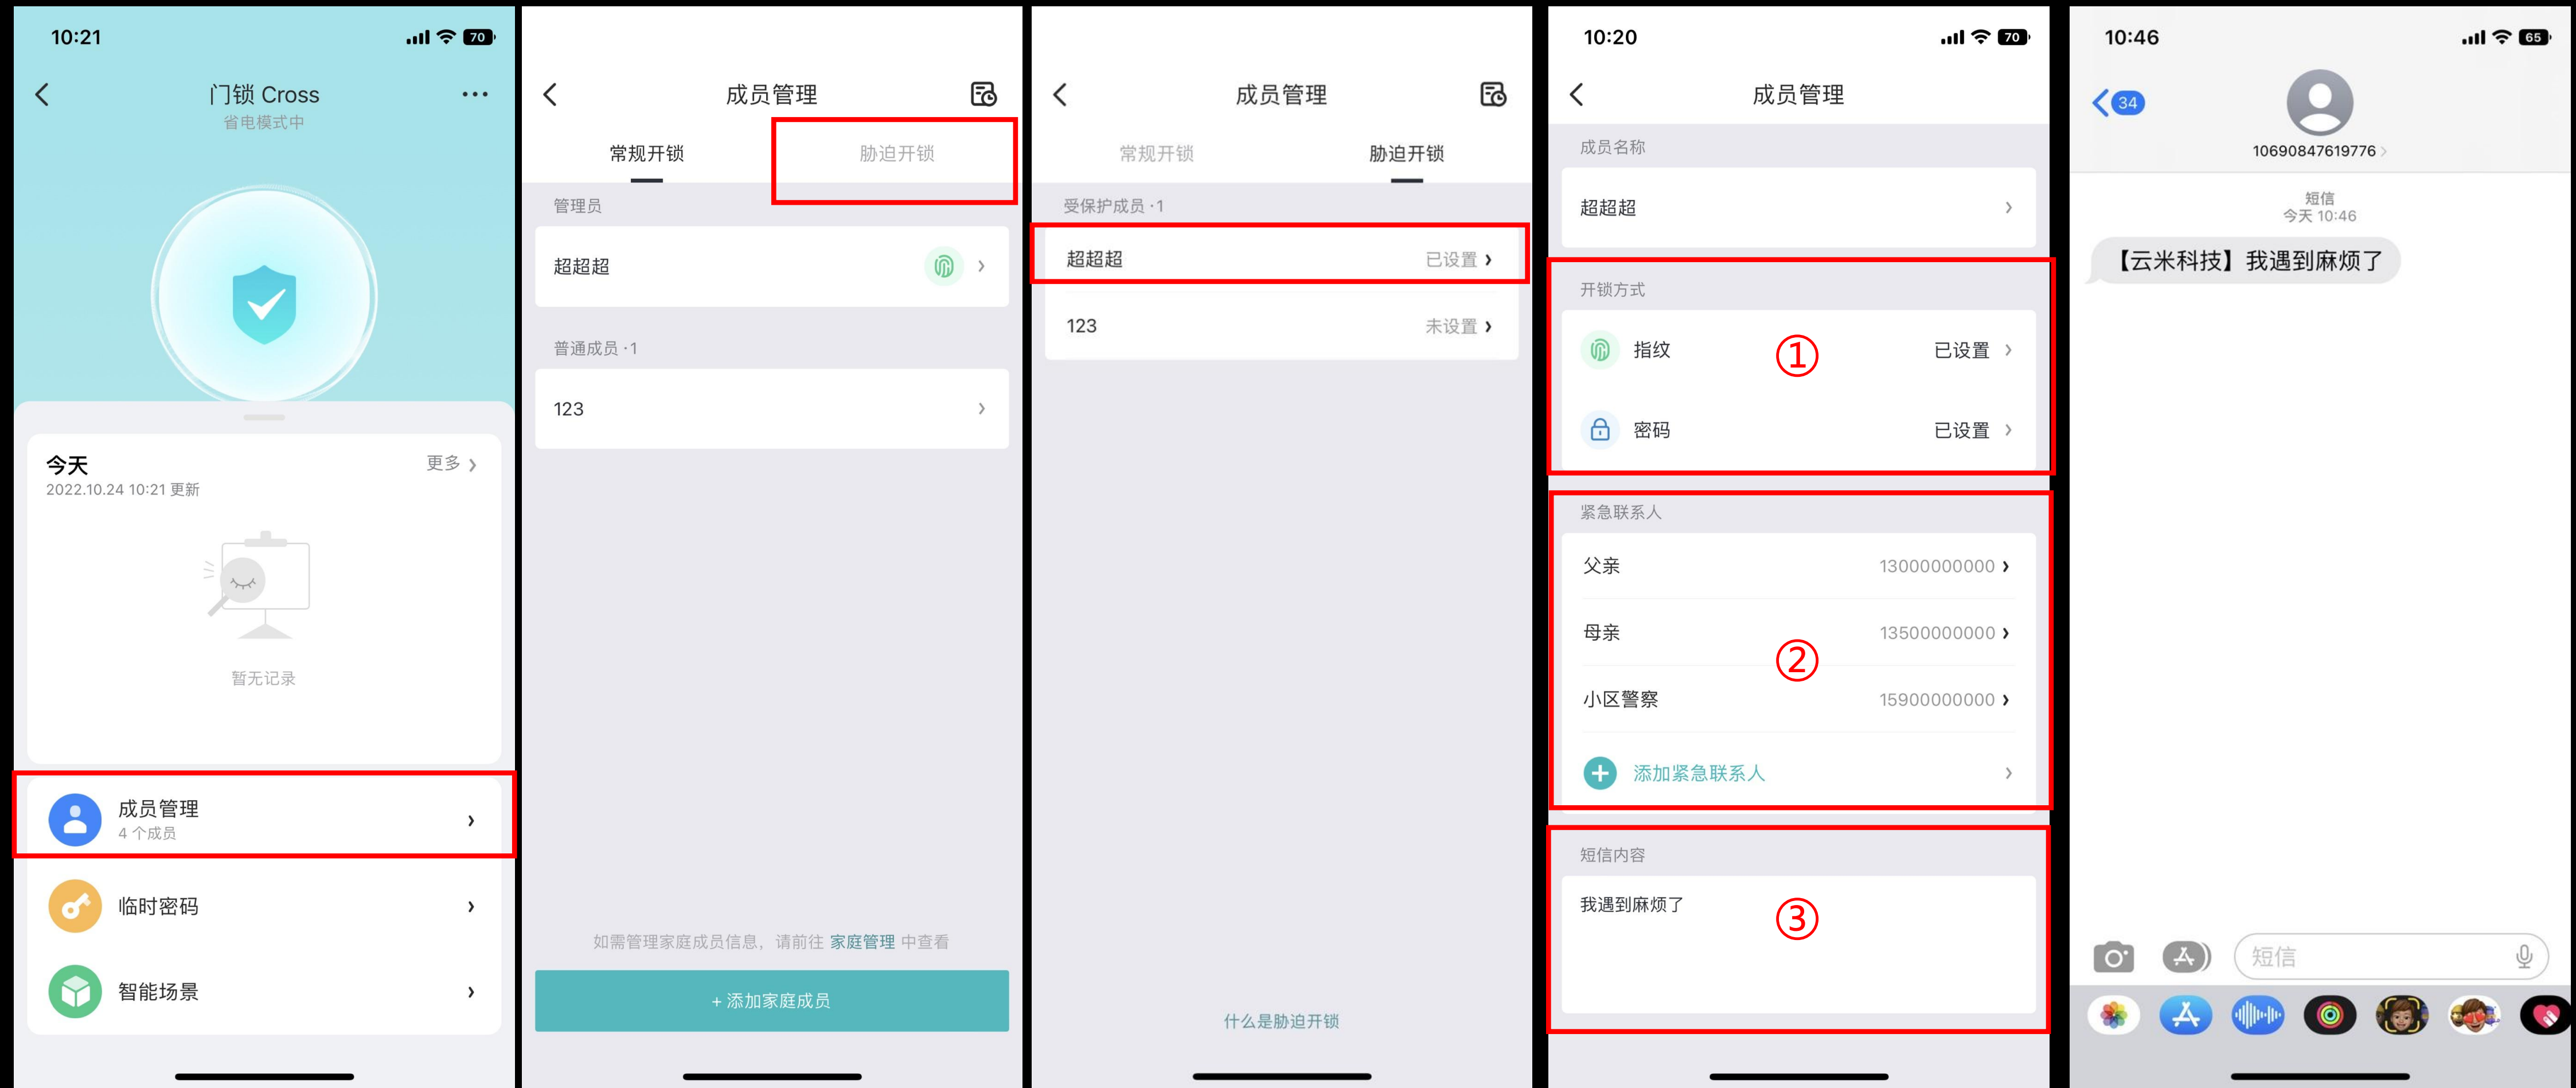 10:21
70
门锁 Cross
省电模式中
今天
更多
2022.10.24 10:21 更新
暂无记录
成员管理
4 个成员
临时密码
智能场景
成员管理
常规开锁
胁迫开锁
管理员
超超超
普通成员 ·1
123
如需管理家庭成员信息，请前往 家庭管理 中查看
+ 添加家庭成员
成员管理
常规开锁
胁迫开锁
受保护成员 ·1
超超超
已设置
123
未设置
什么是胁迫开锁
10:20
70
成员管理
成员名称
超超超
开锁方式
指纹
①
已设置
密码
已设置
紧急联系人
父亲
13000000000
母亲
13500000000
②
小区警察
15900000000
添加紧急联系人
短信内容
我遇到麻烦了
③
10:46
65
34
10690847619776
短信
今天 10:46
【云米科技】我遇到麻烦了
短信